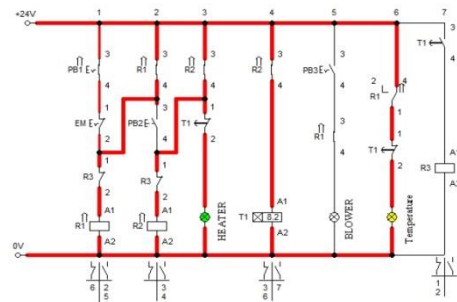 +24V 1 2 3 4 5 6 7
3 3 3 3 3 4 3
PB1 R1 R2 R2 PB3 2 T1
4 4 4 4 4 R1 4
1 3 1 3 1
EM PB2 T1 R1 T1
2 4 2 4 2
1 1
R3 R3 R3
2 2
A1 A1 A1 A1
R1 R2 HEATER T1 8.2 BLOWER Temperature
A2 A2 A2 A2
0V
6 2 3 3 7 1
5 4 6 2